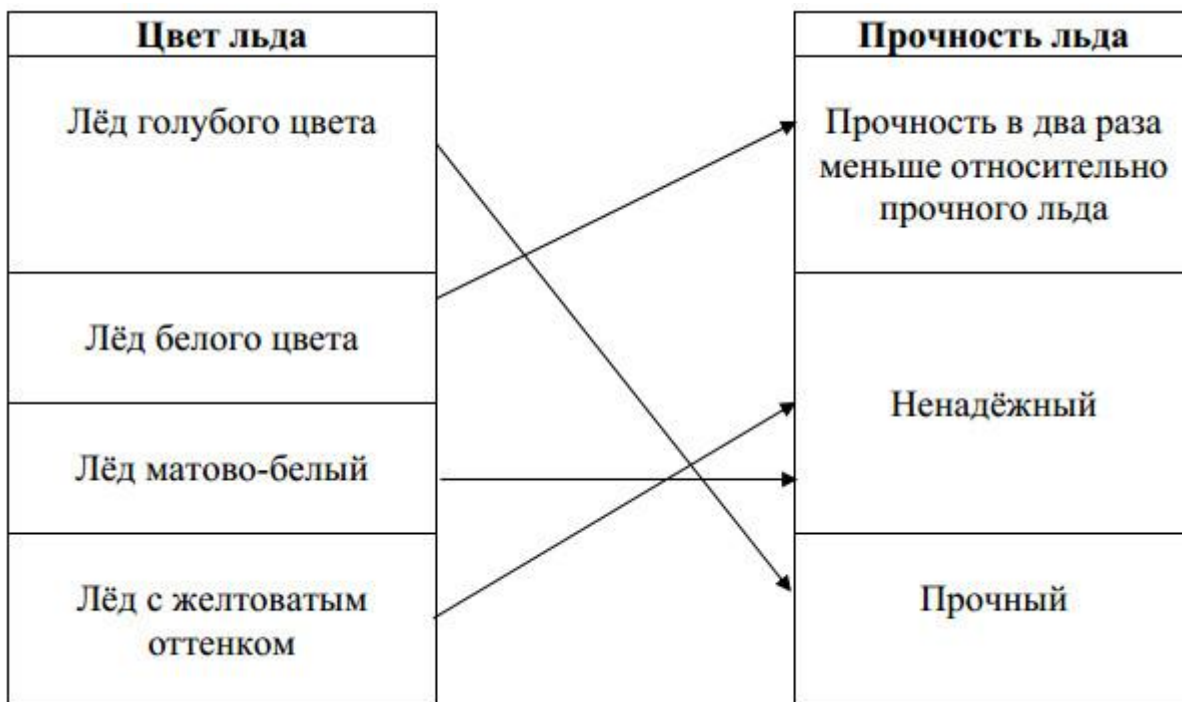 Цвет льда
Лёд голубого цвета
Лёд белого цвета
Лёд матово-белый
Лёд с желтоватым
оттенком
Прочность льда
Прочность в два раза
меньше относительно
прочного льда
Ненадёжный
Прочный